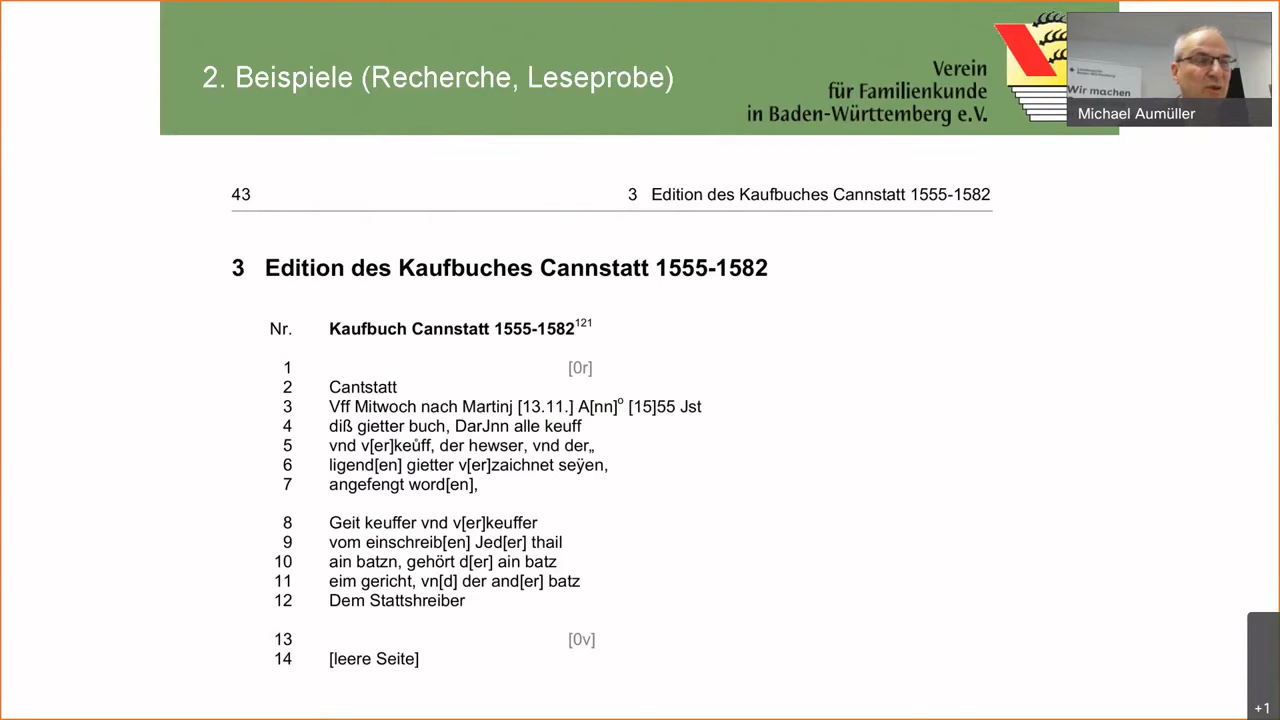 2. Beispiele (Recherche, Leseprobe)
Verein
für Familienkunde
in Baden-Württemberg e.V.
Wir machen
Michael Aumüller
43 3 Edition des Kaufbuches Cannstatt 1555-1582
3 Edition des Kaufbuches Cannstatt 1555-1582
Nr. Kaufbuch Cannstatt 1555-1582¹²¹
1 [0r]
2 Cantstatt
3 Vff Mitwoch nach Martinj [13.11.] A[nn]º [15]55 Jst
4 diß gietter buch, DarJnn alle keuff
5 vnd v[er]keůff, der hewser, vnd der„
6 ligend[en] gietter v[er]zaichnet seÿen,
7 angefengt word[en],
8 Geit keuffer vnd v[er]keuffer
9 vom einschreib[en] Jed[er] thail
10 ain batzn, gehört d[er] ain batz
11 eim gericht, vn[d] der and[er] batz
12 Dem Stattshreiber
13 [0v]
14 [leere Seite]
+1